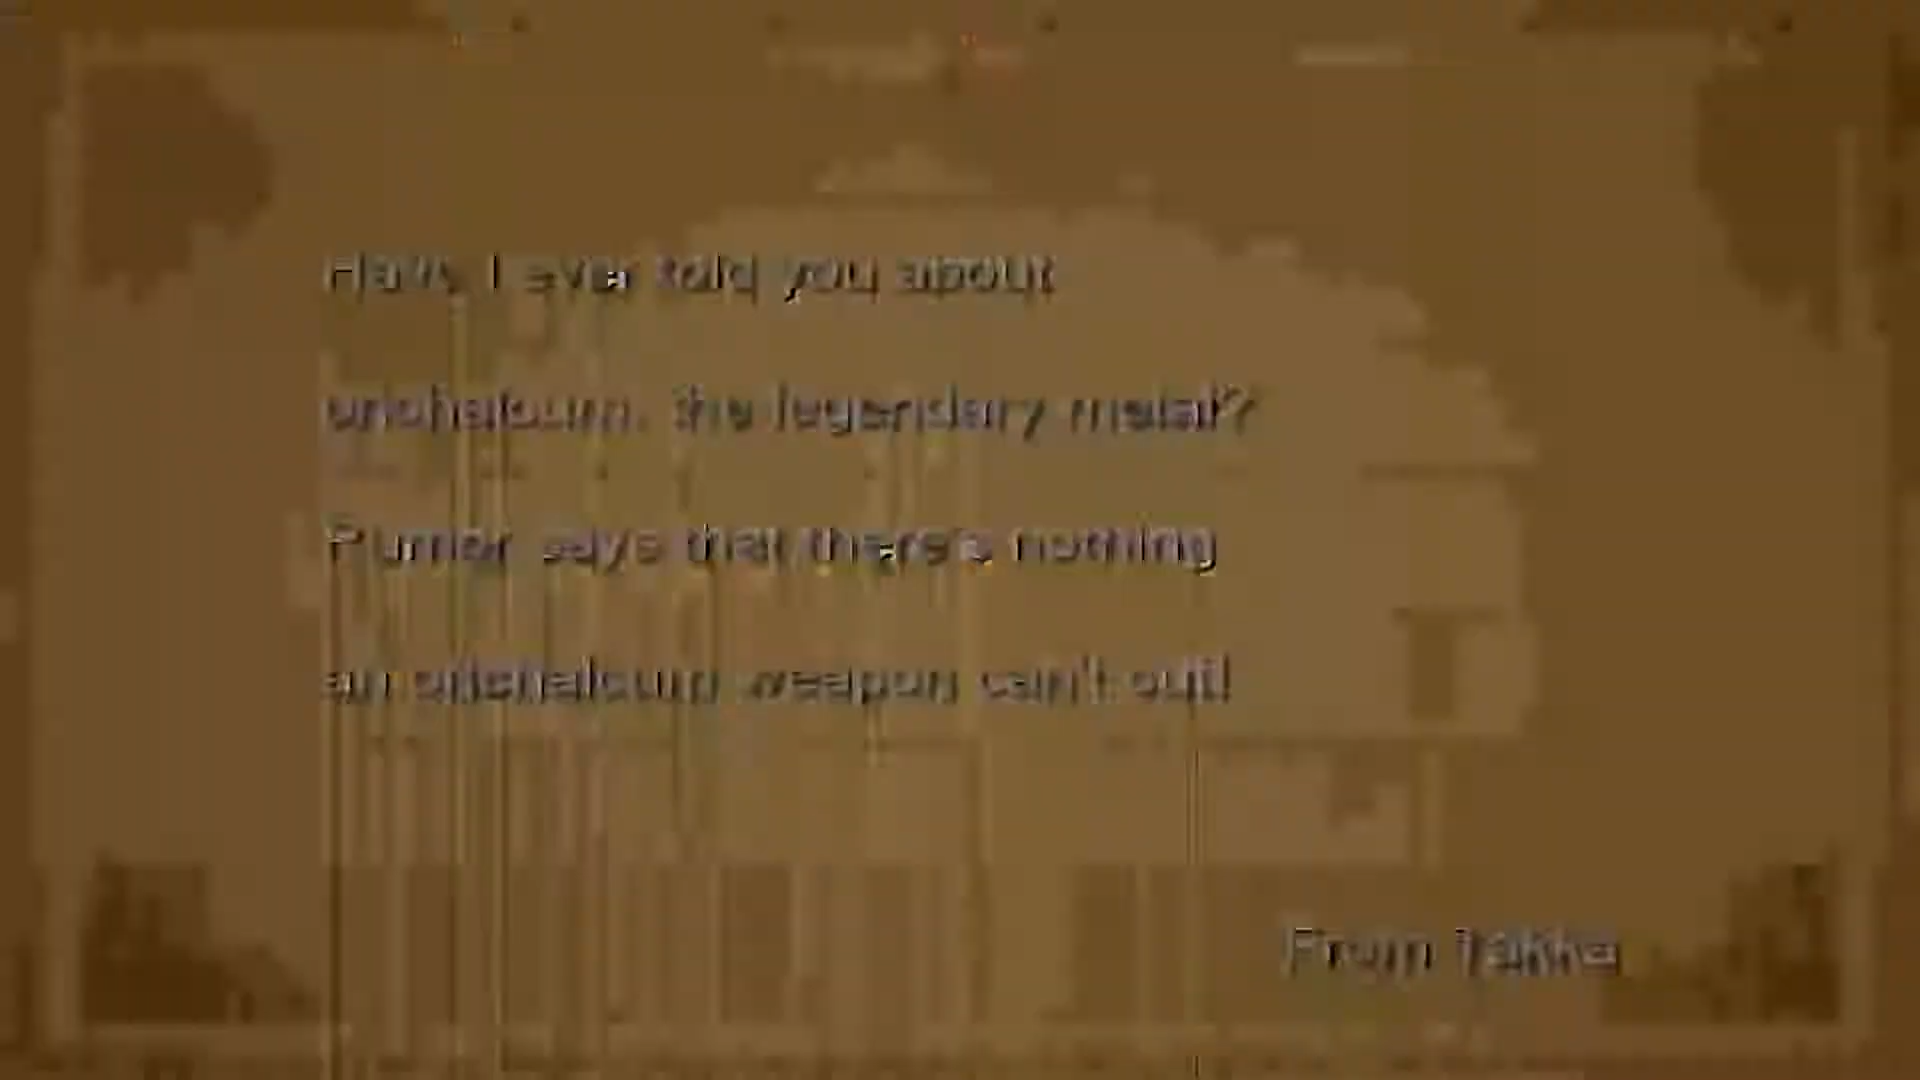 Have I ever told you about
orichalcum, the legendary metal?
Rumor says that there's nothing
an orichalcum weapon can't cut!
From Takka